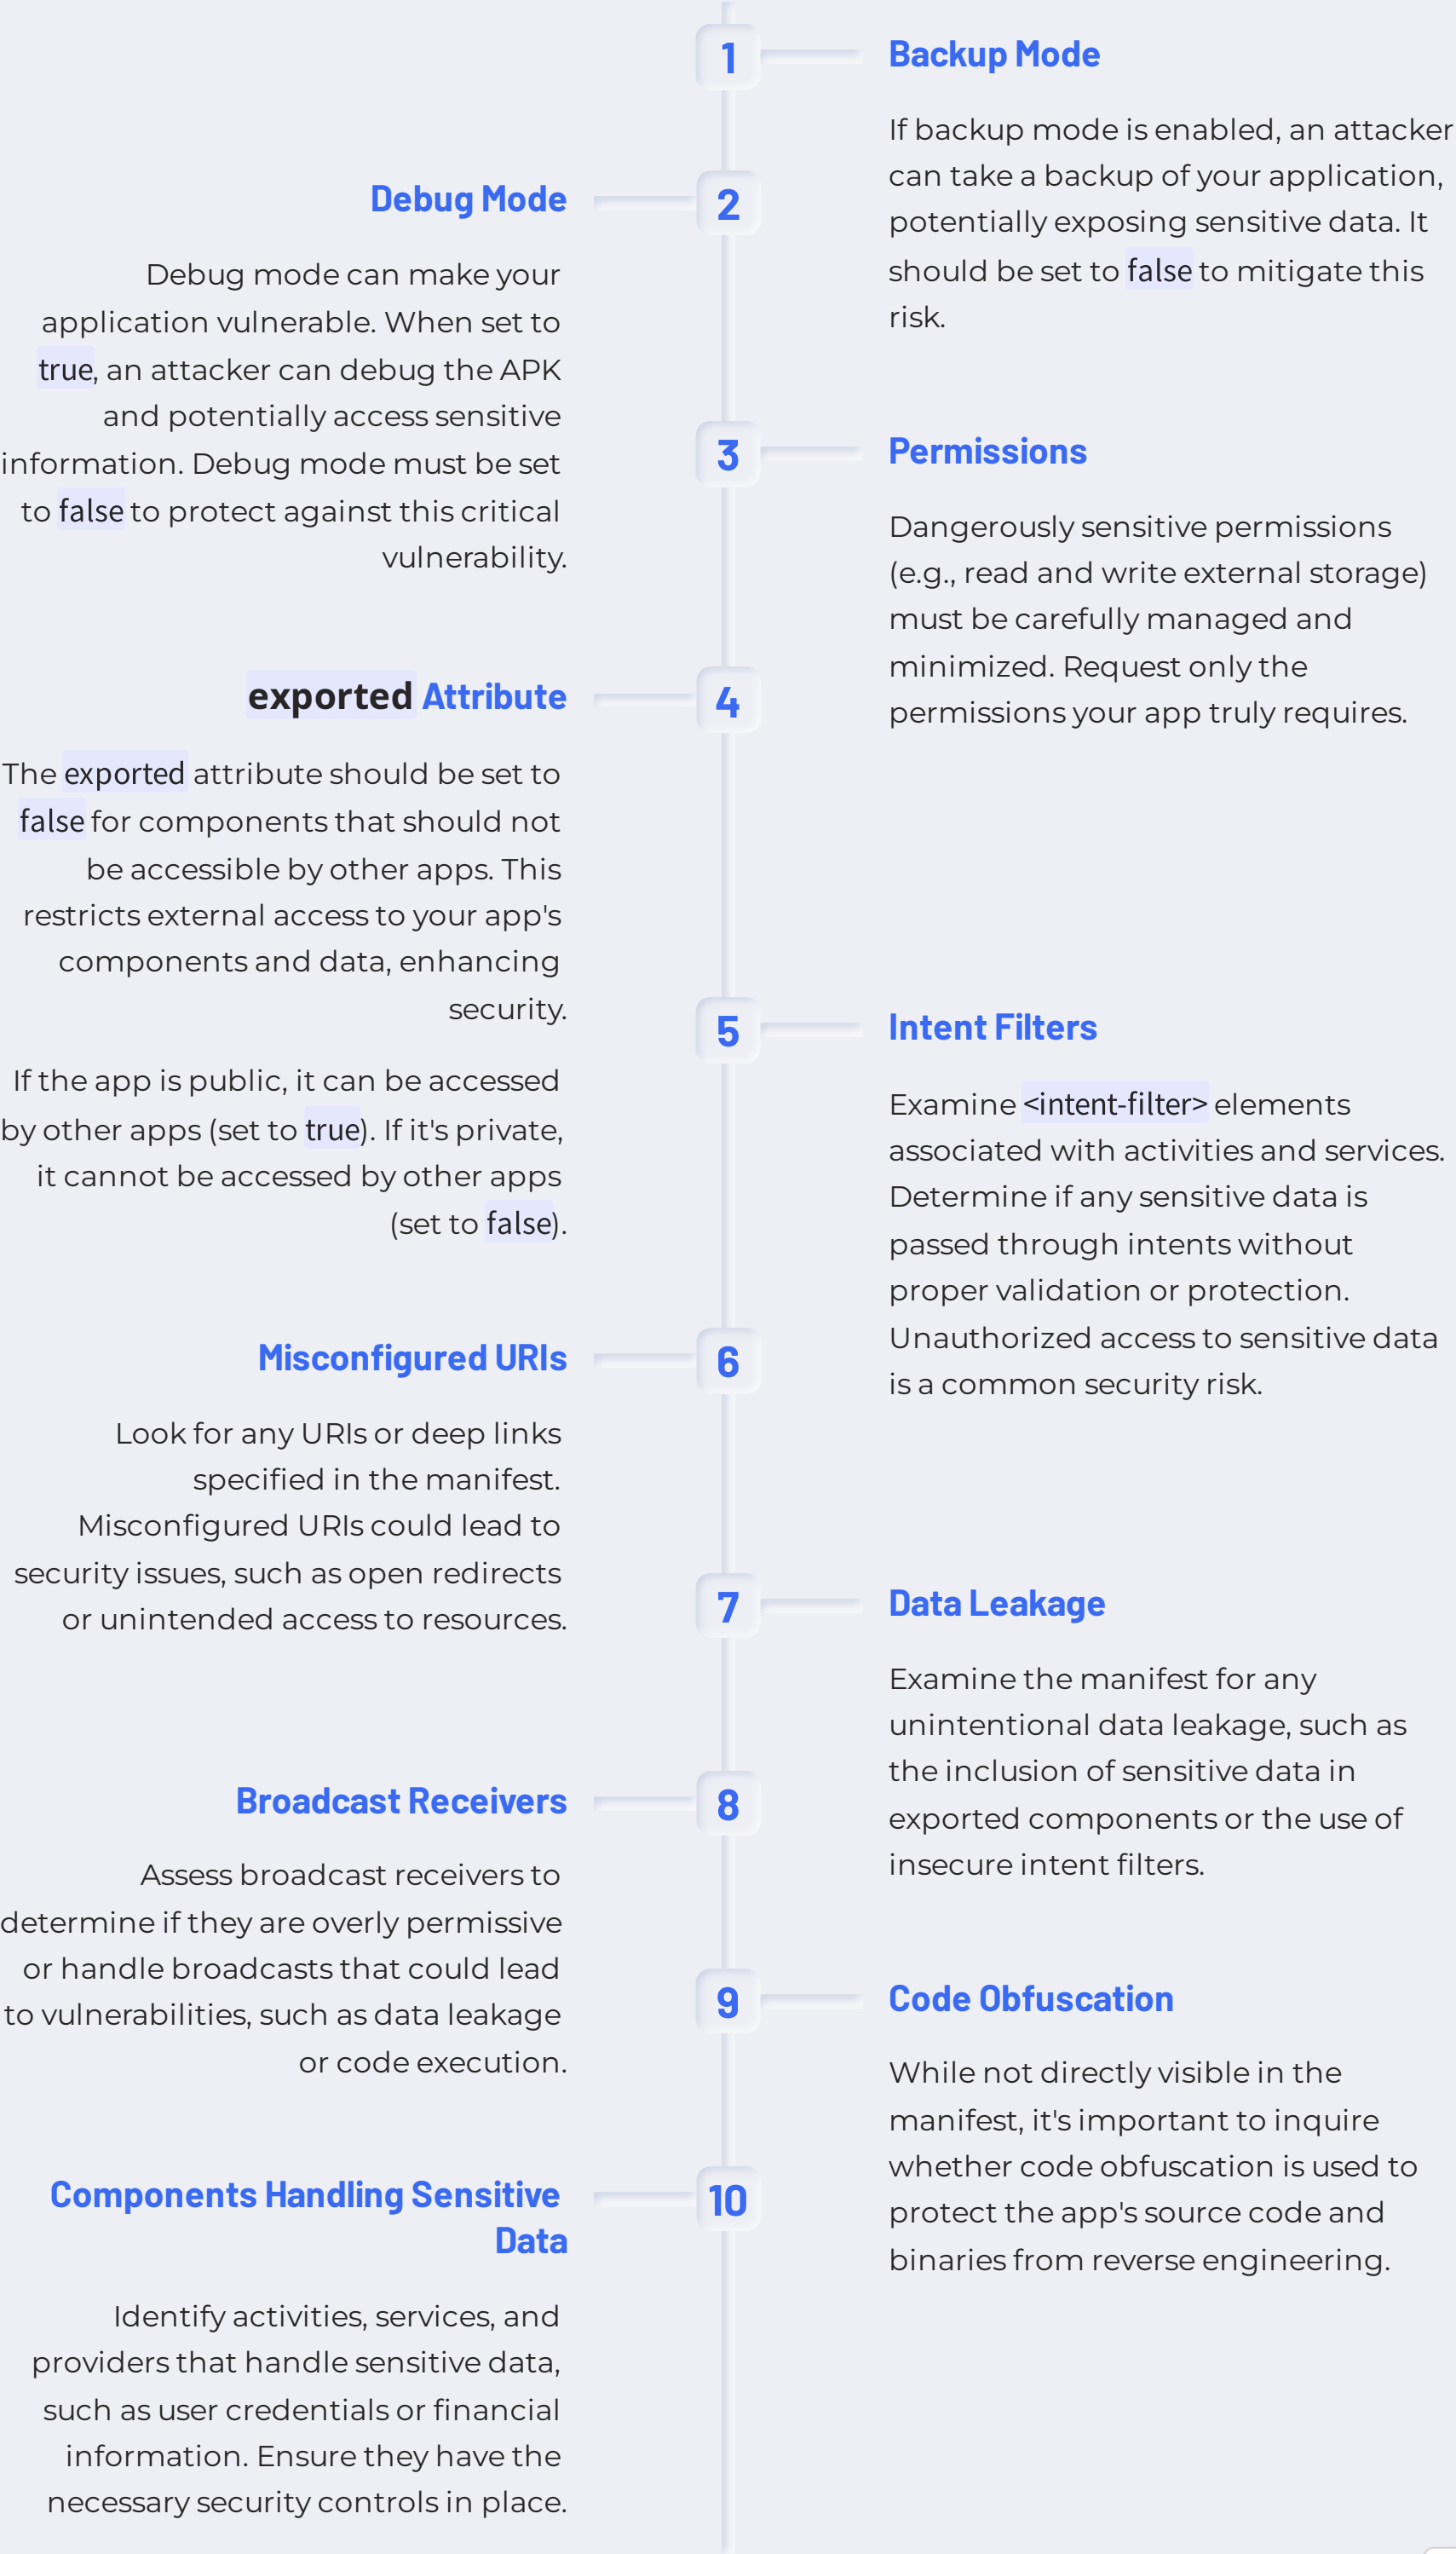 1
Backup Mode
If backup mode is enabled, an attacker
can take a backup of your application,
potentially exposing sensitive data. It
should be set to false to mitigate this
risk.
2
Debug Mode
Debug mode can make your
application vulnerable. When set to
true, an attacker can debug the APK
and potentially access sensitive
information. Debug mode must be set
to false to protect against this critical
vulnerability.
3
Permissions
Dangerously sensitive permissions
(e.g., read and write external storage)
must be carefully managed and
minimized. Request only the
permissions your app truly requires.
4
exported Attribute
The exported attribute should be set to
false for components that should not
be accessible by other apps. This
restricts external access to your app's
components and data, enhancing
security.
If the app is public, it can be accessed
by other apps (set to true). If it's private,
it cannot be accessed by other apps
(set to false).
5
Intent Filters
Examine <intent-filter> elements
associated with activities and services.
Determine if any sensitive data is
passed through intents without
proper validation or protection.
Unauthorized access to sensitive data
is a common security risk.
6
Misconfigured URIs
Look for any URIs or deep links
specified in the manifest.
Misconfigured URIs could lead to
security issues, such as open redirects
or unintended access to resources.
7
Data Leakage
Examine the manifest for any
unintentional data leakage, such as
the inclusion of sensitive data in
exported components or the use of
insecure intent filters.
8
Broadcast Receivers
Assess broadcast receivers to
determine if they are overly permissive
or handle broadcasts that could lead
to vulnerabilities, such as data leakage
or code execution.
9
Code Obfuscation
While not directly visible in the
manifest, it's important to inquire
whether code obfuscation is used to
protect the app's source code and
binaries from reverse engineering.
10
Components Handling Sensitive
Data
Identify activities, services, and
providers that handle sensitive data,
such as user credentials or financial
information. Ensure they have the
necessary security controls in place.